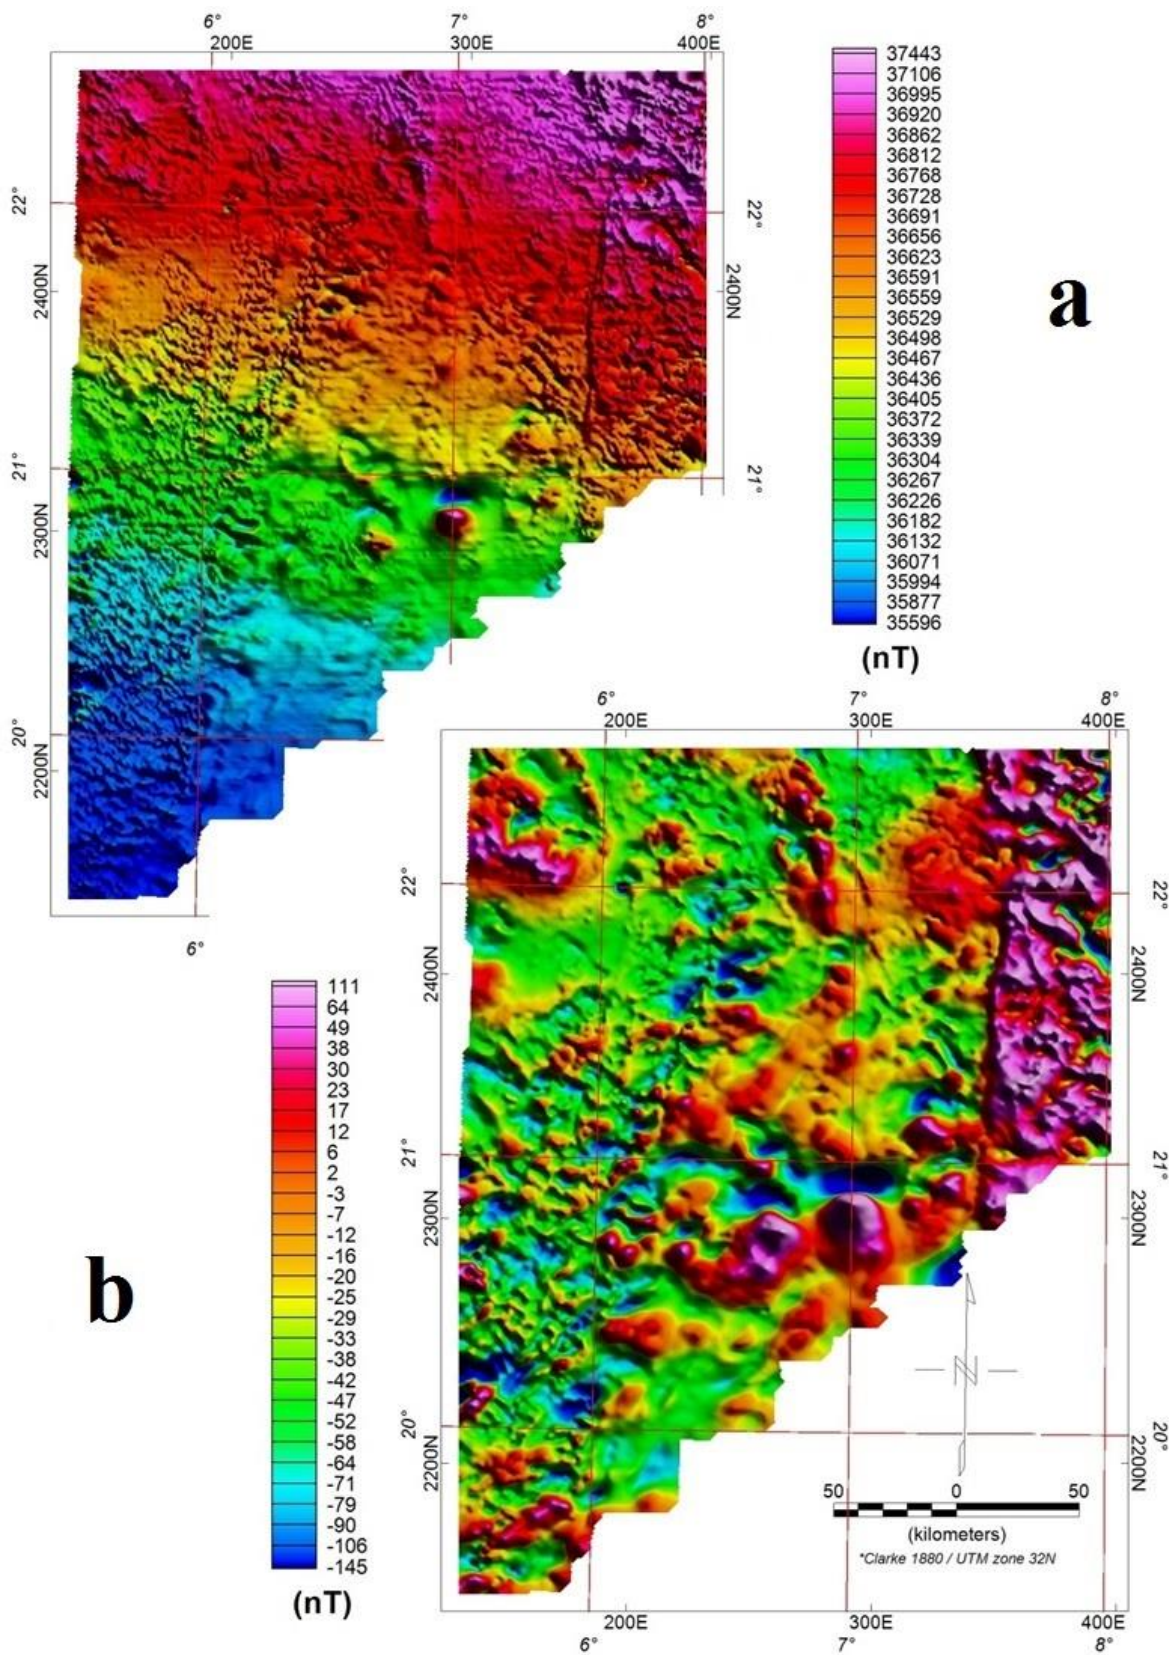 6° 7° 8°
200E 300E 400E
22°
2400N
21°
2300N
20°
2200N
22°
2400N
21°
6°
37443
37106
36995
36920
36862
36812
36768
36728
36691
36656
36623
36591
36559
36529
36498
36467
36436
36405
36372
36339
36304
36267
36226
36182
36132
36071
35994
35877
35596
(nT)
a
6° 7° 8°
200E 300E 400E
22°
2400N
21°
2300N
20°
2200N
22°
2400N
21°
2300N
20°
2200N
111
64
49
38
30
23
17
12
6
2
-3
-7
-12
-16
-20
-25
-29
-33
-38
-42
-47
-52
-58
-64
-71
-79
-90
-106
-145
(nT)
b
N
50 0 50
(kilometers)
*Clarke 1880 / UTM zone 32N
200E 300E 400E
6° 7° 8°